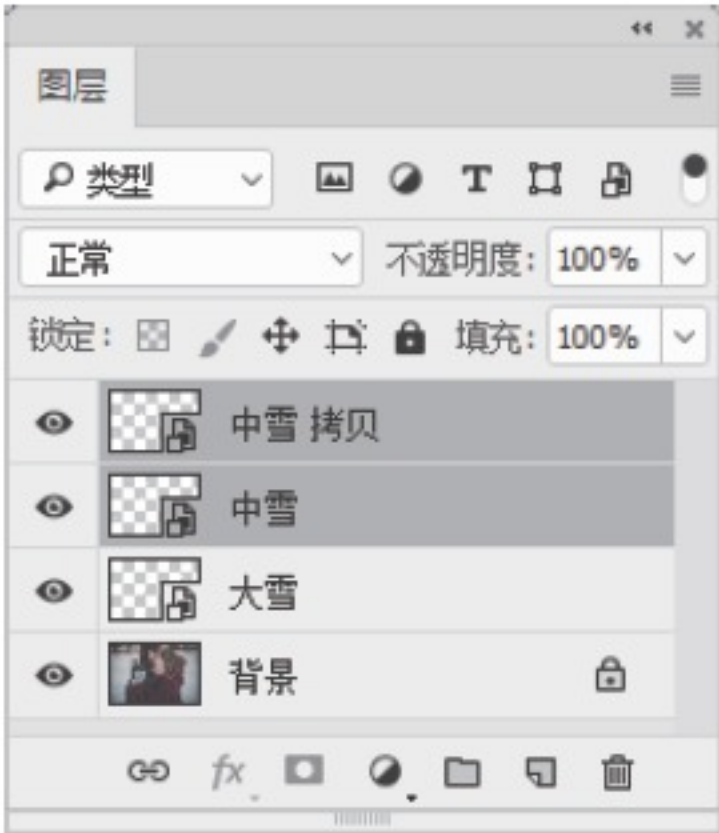 图层
类型
正常 不透明度: 100%
锁定: 填充: 100%
中雪 拷贝
中雪
大雪
背景
fx